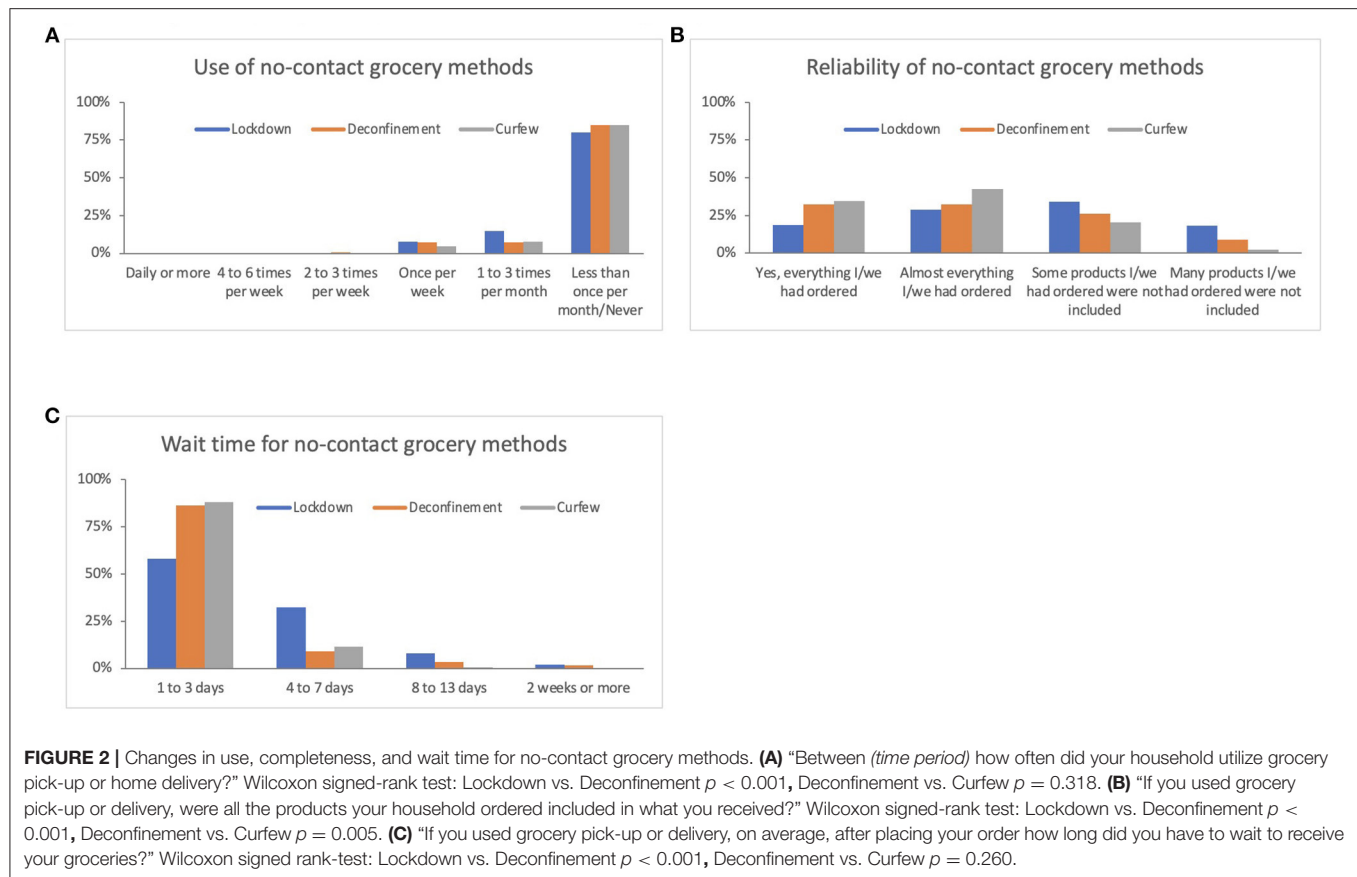 A
Use of no-contact grocery methods
100%
Lockdown Deconfinement Curfew
75%
50%
25%
0%
Daily or more 4 to 6 times 2 to 3 times Once per 1 to 3 times Less than
per week per week week per month once per
month/Never
B
Reliability of no-contact grocery methods
100%
Lockdown Deconfinement Curfew
75%
50%
25%
0%
Yes, everything I/we Almost everything Some products I/we Many products I/we
had ordered I/we had ordered had ordered were not had ordered were not
included included
C
Wait time for no-contact grocery methods
100%
Lockdown Deconfinement Curfew
75%
50%
25%
0%
1 to 3 days 4 to 7 days 8 to 13 days 2 weeks or more
FIGURE 2 | Changes in use, completeness, and wait time for no-contact grocery methods. (A) “Between (time period) how often did your household utilize grocery
pick-up or home delivery?” Wilcoxon signed-rank test: Lockdown vs. Deconfinement p < 0.001, Deconfinement vs. Curfew p = 0.318. (B) “If you used grocery
pick-up or delivery, were all the products your household ordered included in what you received?” Wilcoxon signed-rank test: Lockdown vs. Deconfinement p <
0.001, Deconfinement vs. Curfew p = 0.005. (C) “If you used grocery pick-up or delivery, on average, after placing your order how long did you have to wait to receive
your groceries?” Wilcoxon signed rank-test: Lockdown vs. Deconfinement p < 0.001, Deconfinement vs. Curfew p = 0.260.